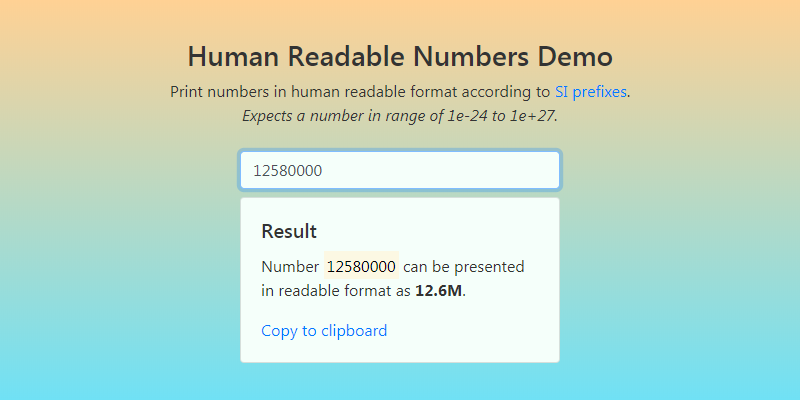 Human Readable Numbers Demo
Print numbers in human readable format according to SI prefixes.
Expects a number in range of 1e-24 to 1e+27.
12580000
Result
Number 12580000 can be presented
in readable format as 12.6M.
Copy to clipboard